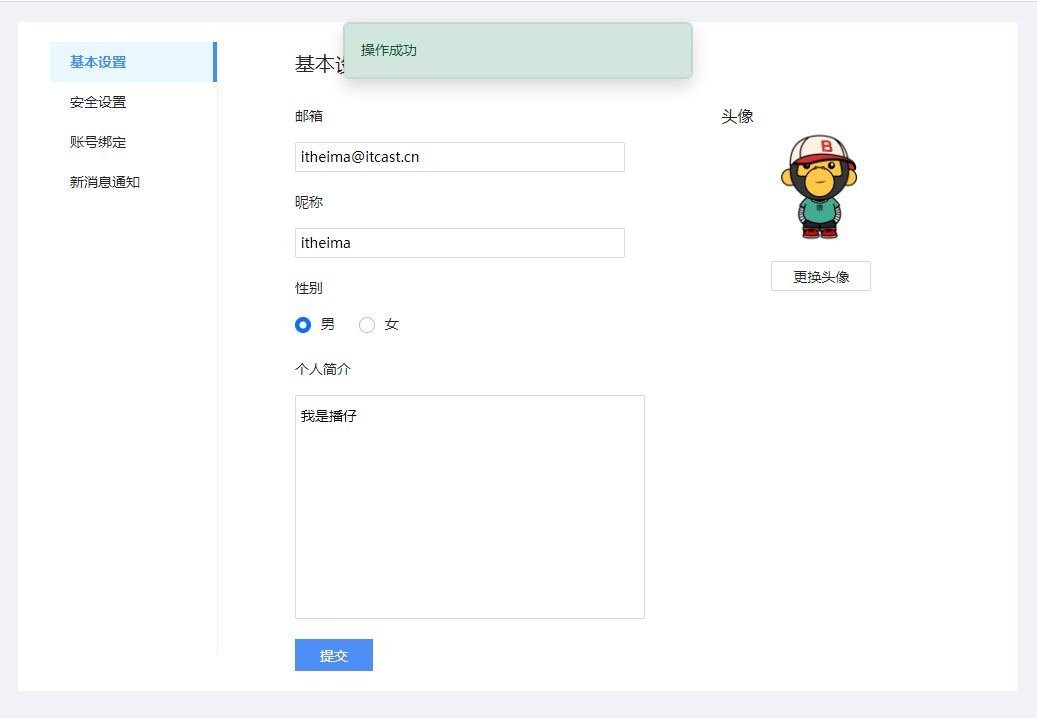 操作成功
基本设置
安全设置
账号绑定
新消息通知
基本设
邮箱
itheima@itcast.cn
昵称
itheima
性别
男
女
个人简介
我是播仔
提交
头像
B
更换头像